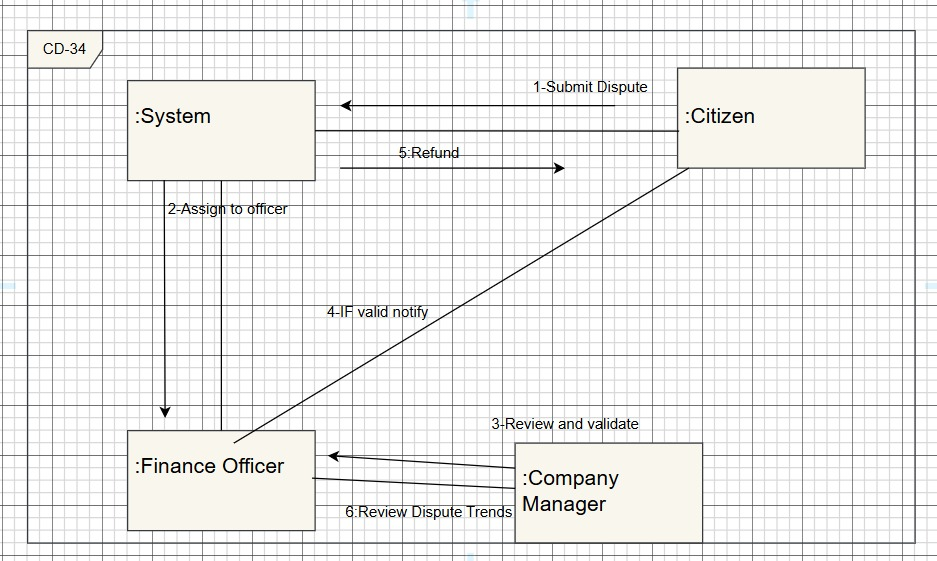 CD-34
1-Submit Dispute
:System
:Citizen
5:Refund
2-Assign to officer
4-IF valid notify
3-Review and validate
:Finance Officer
:Company
Manager
6:Review Dispute Trends